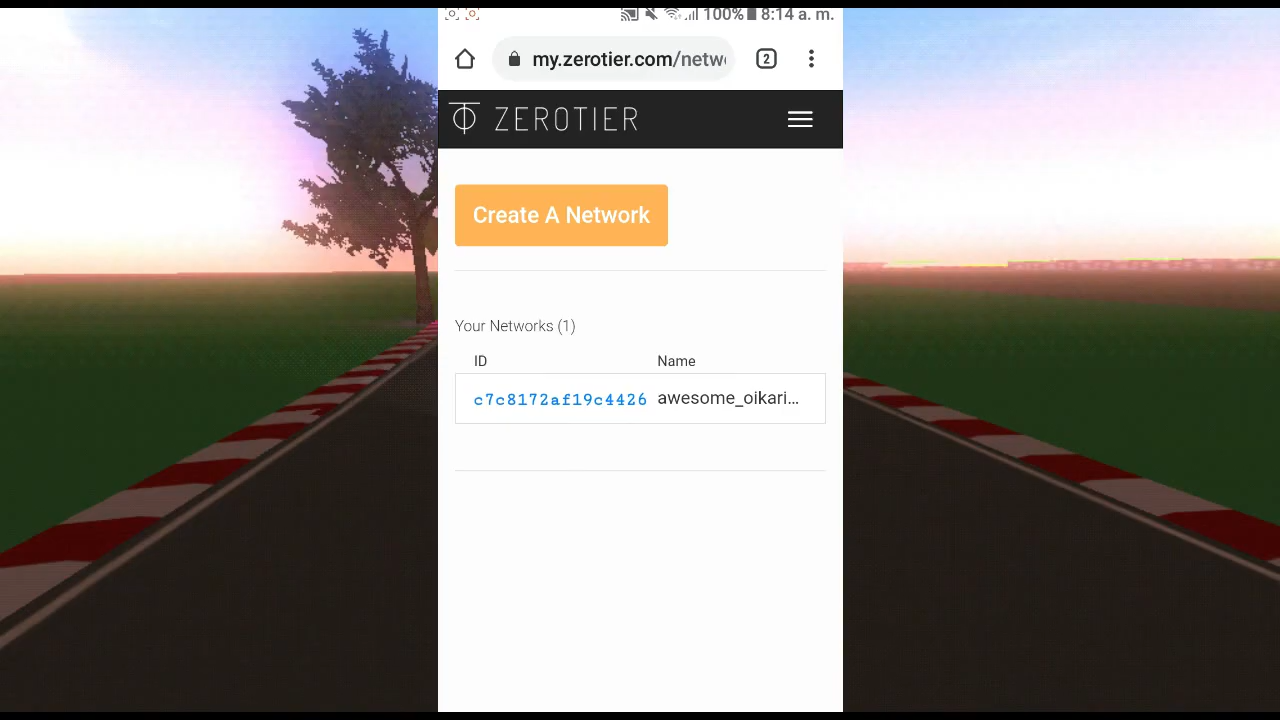 100% 8:14 a. m.
my.zerotier.com/netw
2
ZEROTIER
Create A Network
Your Networks (1)
ID Name
c7c8172af19c4426 awesome_oikari...